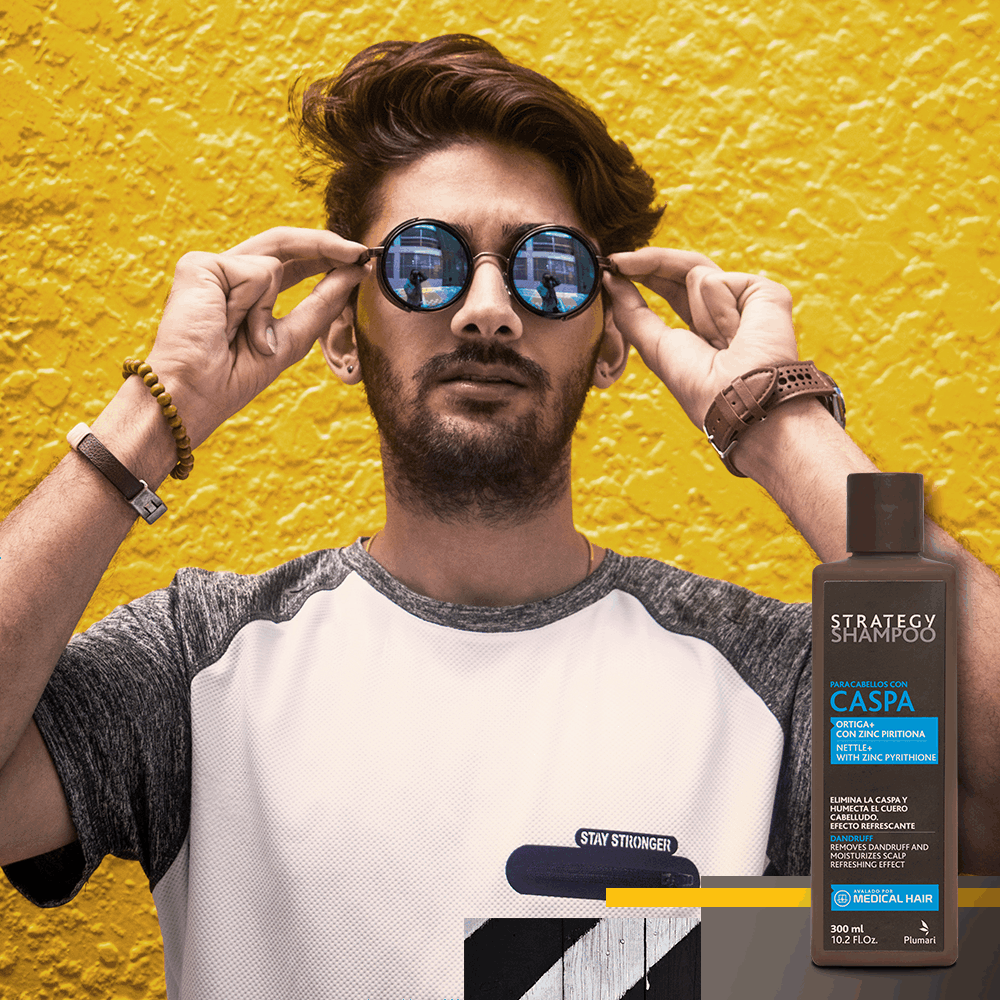 STAY STRONGER
STRATEGY
SHAMPOO
PARA CABELLOS CON
CASPA
ORTIGA+
CON ZINC PIRITIONA
NETTLE+
WITH ZINC PYRITHIONE
ELIMINA LA CASPA Y
HUMECTA EL CUERO
CABELLUDO.
EFECTO REFRESCANTE
DANDRUFF
REMOVES DANDRUFF AND
MOISTURIZES SCALP
REFRESHING EFFECT
AVALADO POR
MEDICAL HAIR
300 ml
10.2 Fl.Oz.
Plumari